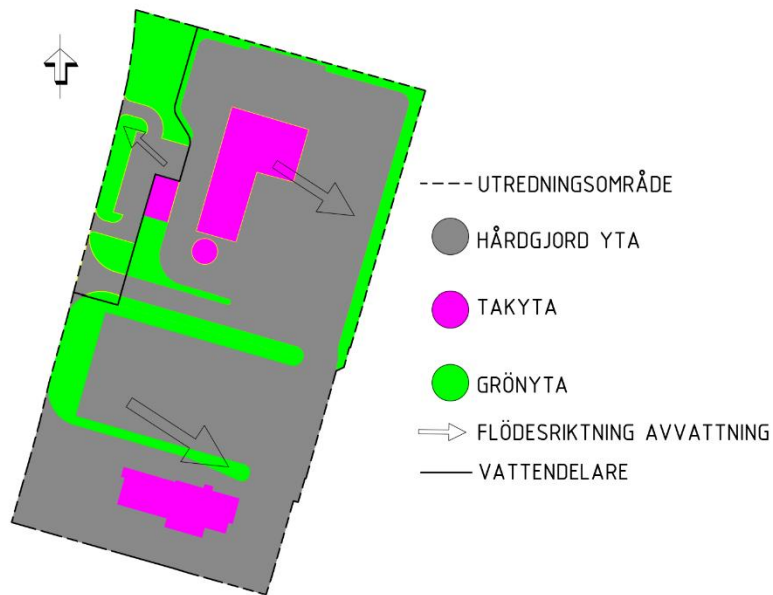 UTREDNINGSOMRÅDE
HÅRDGJORD YTA
TAKYTA
GRÖNYTA
FLÖDESRIKTNING AVVATTNING
VATTENDELARE